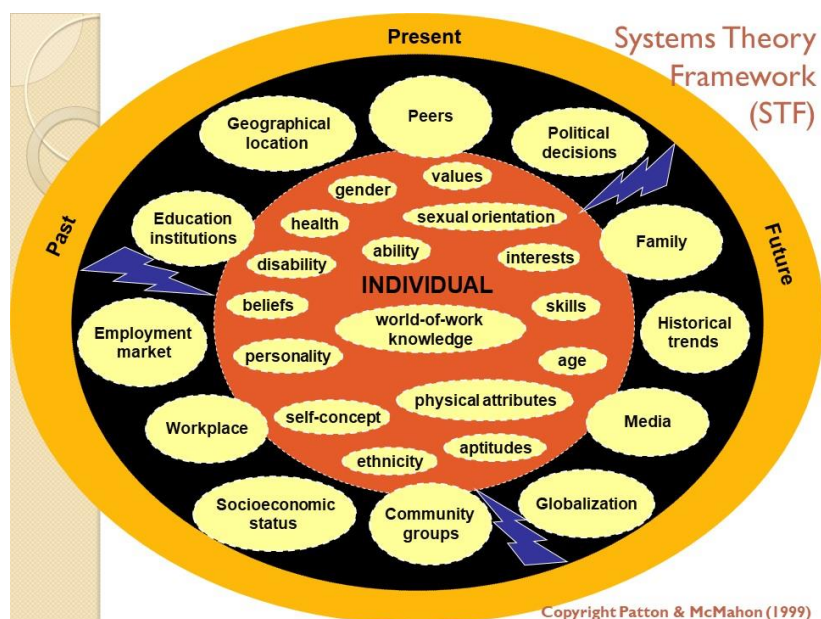 Systems Theory
Framework
(STF)
Present
Past
Future
Peers
Geographical
location
Political
decisions
Education
institutions
Family
Employment
market
Historical
trends
Workplace
Media
Socioeconomic
status
Community
groups
Globalization
values
gender
sexual orientation
health
ability
interests
disability
INDIVIDUAL
beliefs
skills
world-of-work
knowledge
personality
age
physical attributes
self-concept
aptitudes
ethnicity
Copyright Patton & McMahon (1999)